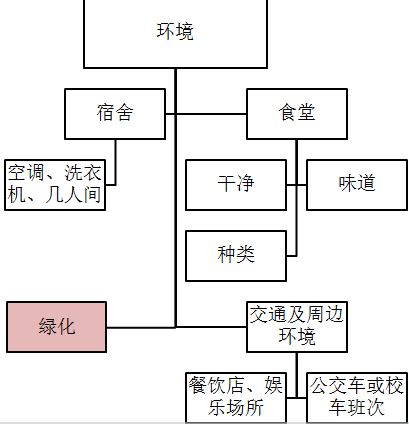 环境
宿舍
食堂
空调、洗衣
机、几人间
干净
味道
种类
绿化
交通及周边
环境
餐饮店、娱
乐场所
公交车或校
车班次